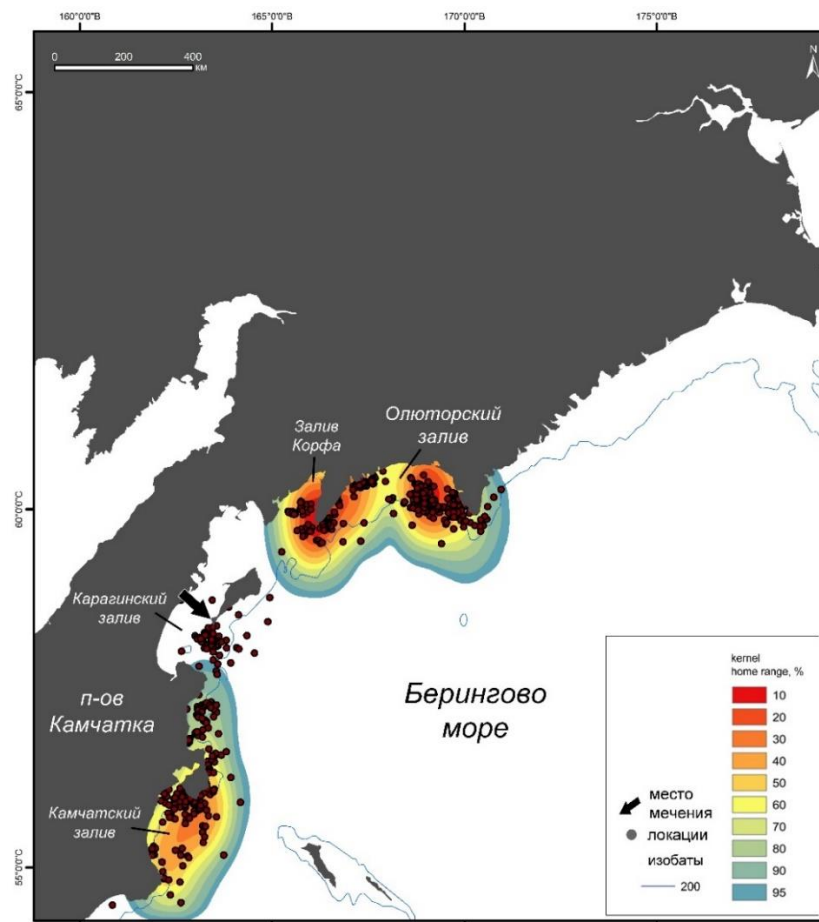 160°0'0"В 165°0'0"В 170°0'0"В 175°0'0"В
0 200 400
км
N
65°0'0"С
Олюторский
залив
Залив
Корфа
60°0'0"С
Карагинский
залив
п-ов
Камчатка
Берингово
море
Камчатский
залив
55°0'0"С
kernel
home range, %
10
20
30
40
50
60
70
80
90
95
место
мечения
локации
изобаты
200